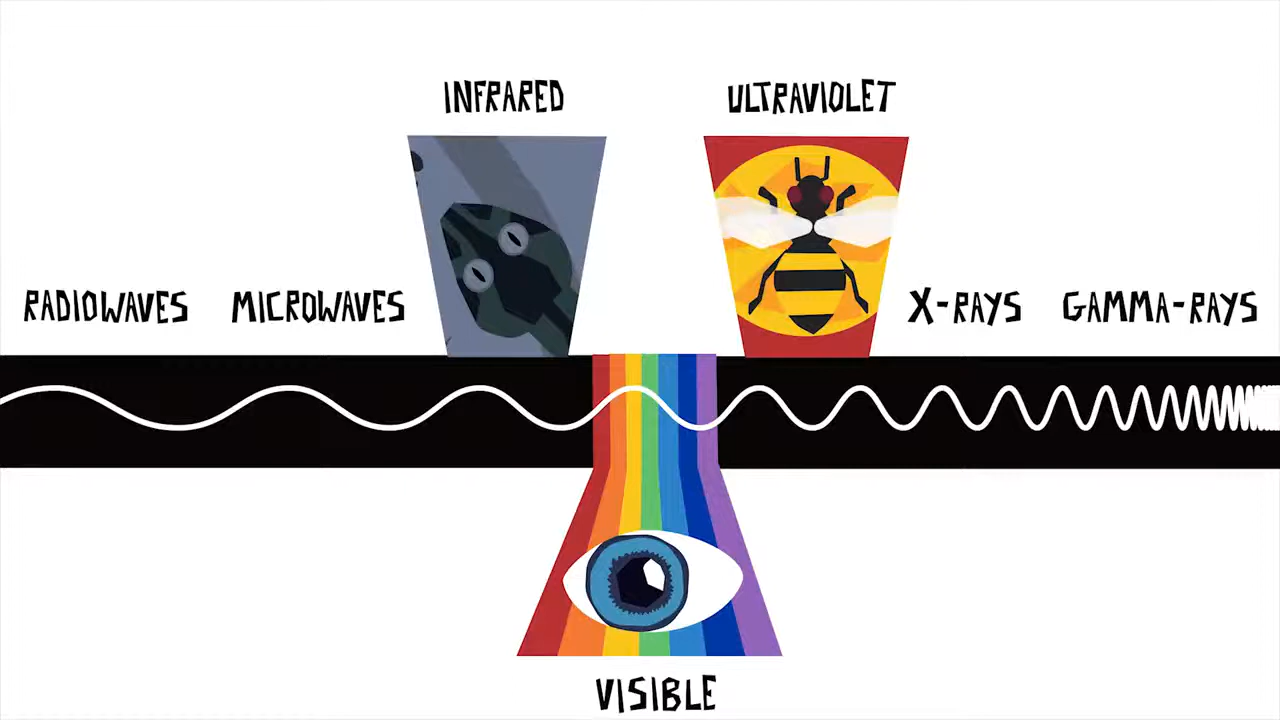 INFRARED
ULTRAVIOLET
RADIOWAVES
MICROWAVES
X-RAYS
GAMMA-RAYS
VISIBLE